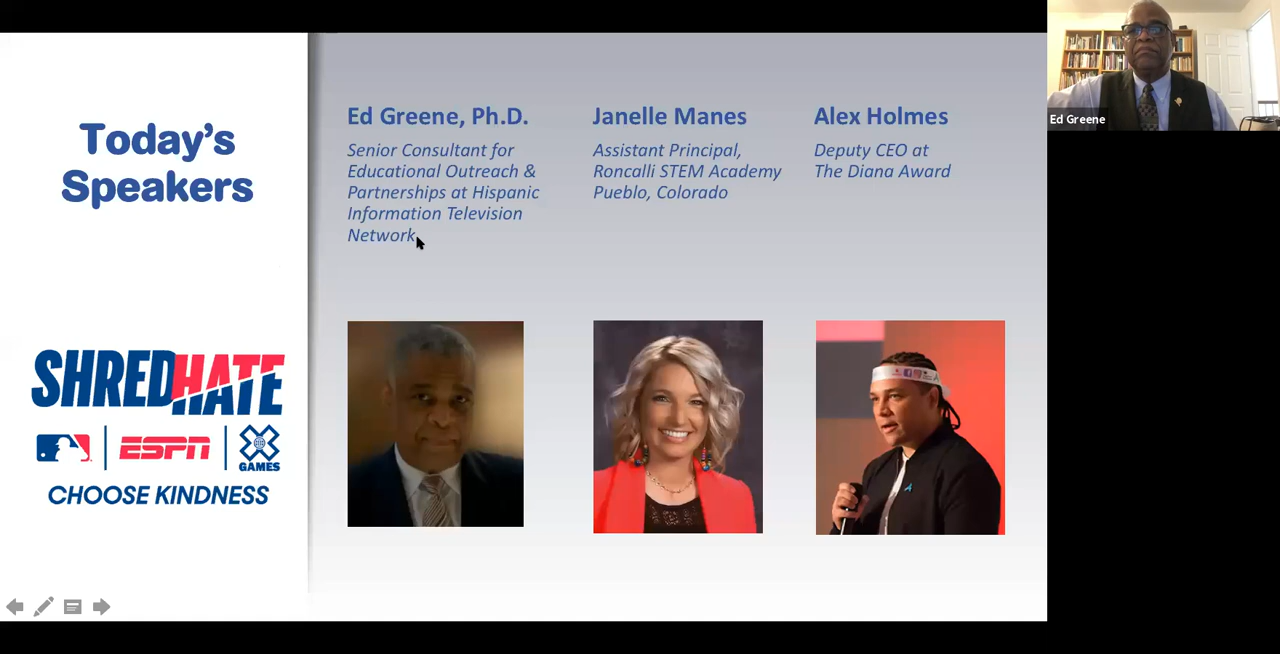 Today's
Speakers
SHREDHATE
ESPN
X
GAMES
CHOOSE KINDNESS
Ed Greene, Ph.D.
Senior Consultant for
Educational Outreach &
Partnerships at Hispanic
Information Television
Network
Janelle Manes
Assistant Principal,
Roncalli STEM Academy
Pueblo, Colorado
Alex Holmes
Deputy CEO at
The Diana Award
Ed Greene